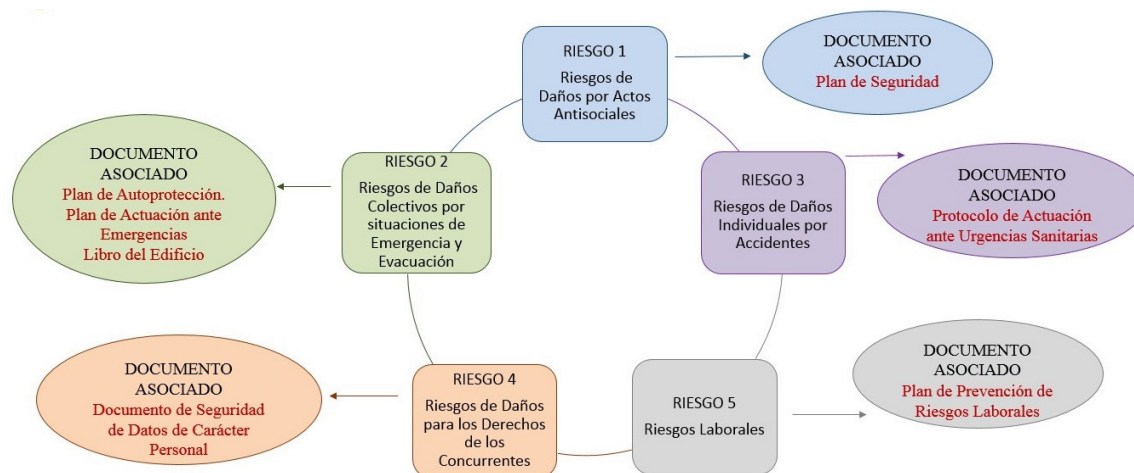 RIESGO 1
Riesgos de
Daños por Actos
Antisociales
DOCUMENTO
ASOCIADO
Plan de Seguridad
DOCUMENTO
ASOCIADO
Plan de Autoprotección.
Plan de Actuación ante
Emergencias
Libro del Edificio
RIESGO 2
Riesgos de Daños
Colectivos por
situaciones de
Emergencia y
Evacuación
RIESGO 3
Riesgos de Daños
Individuales por
Accidentes
DOCUMENTO
ASOCIADO
Protocolo de Actuación
ante Urgencias Sanitarias
DOCUMENTO
ASOCIADO
Documento de Seguridad
de Datos de Carácter
Personal
RIESGO 4
Riesgos de Daños
para los Derechos
de los
Concurrentes
RIESGO 5
Riesgos Laborales
DOCUMENTO
ASOCIADO
Plan de Prevención de
Riesgos Laborales